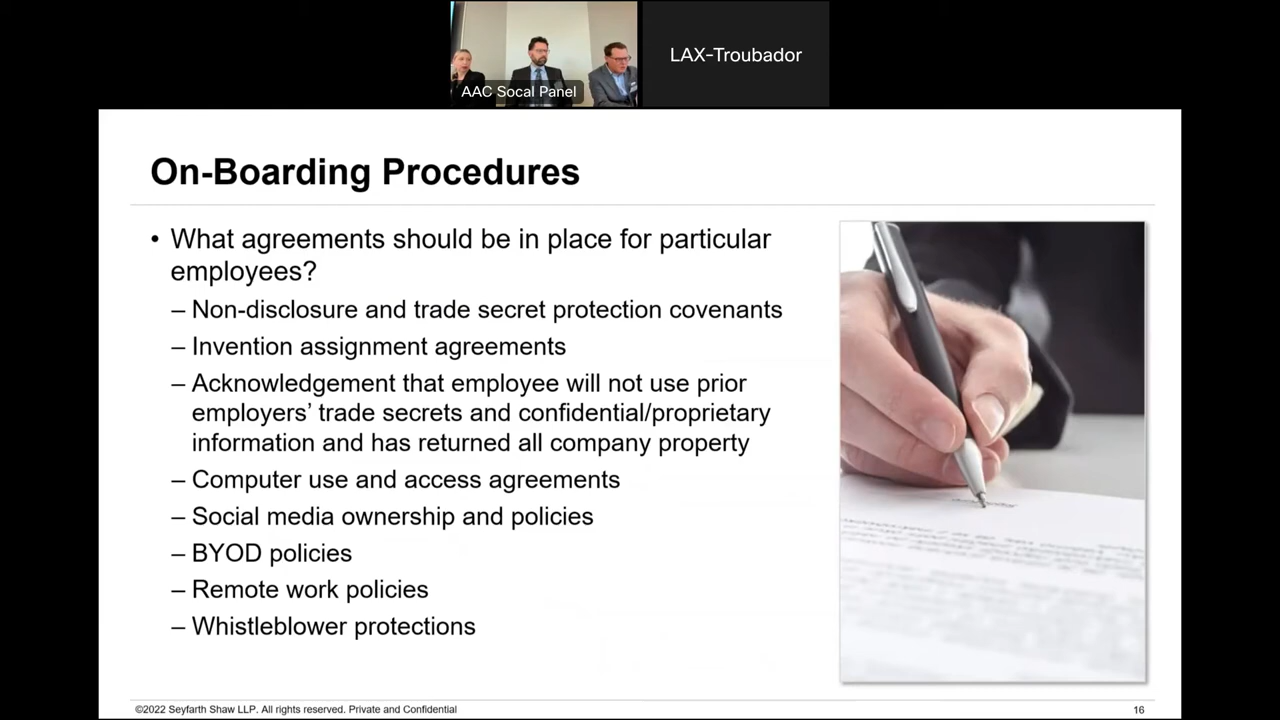 AAC Socal Panel
LAX-Troubador
On-Boarding Procedures
• What agreements should be in place for particular
employees?
– Non-disclosure and trade secret protection covenants
– Invention assignment agreements
– Acknowledgement that employee will not use prior
employers’ trade secrets and confidential/proprietary
information and has returned all company property
– Computer use and access agreements
– Social media ownership and policies
– BYOD policies
– Remote work policies
– Whistleblower protections
©2022 Seyfarth Shaw LLP. All rights reserved. Private and Confidential
16